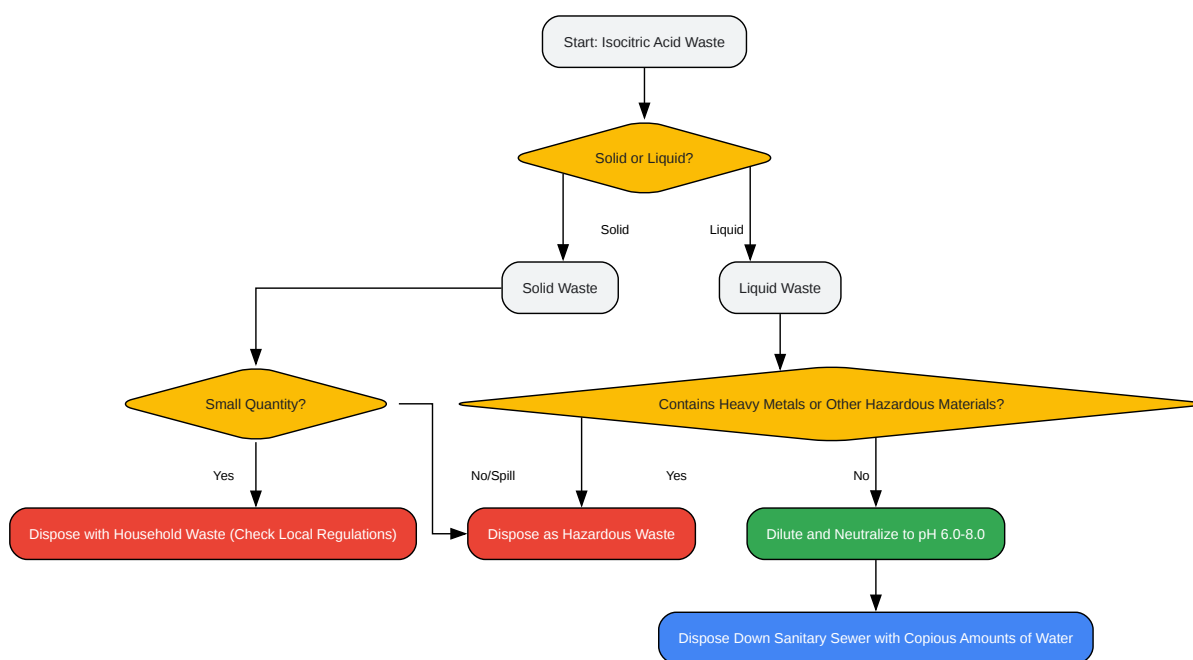 Start: Isocitric Acid Waste
Solid or Liquid?
Solid
Liquid
Solid Waste
Liquid Waste
Small Quantity?
Contains Heavy Metals or Other Hazardous Materials?
Yes
No/Spill
Yes
No
Dispose with Household Waste (Check Local Regulations)
Dispose as Hazardous Waste
Dilute and Neutralize to pH 6.0-8.0
Dispose Down Sanitary Sewer with Copious Amounts of Water